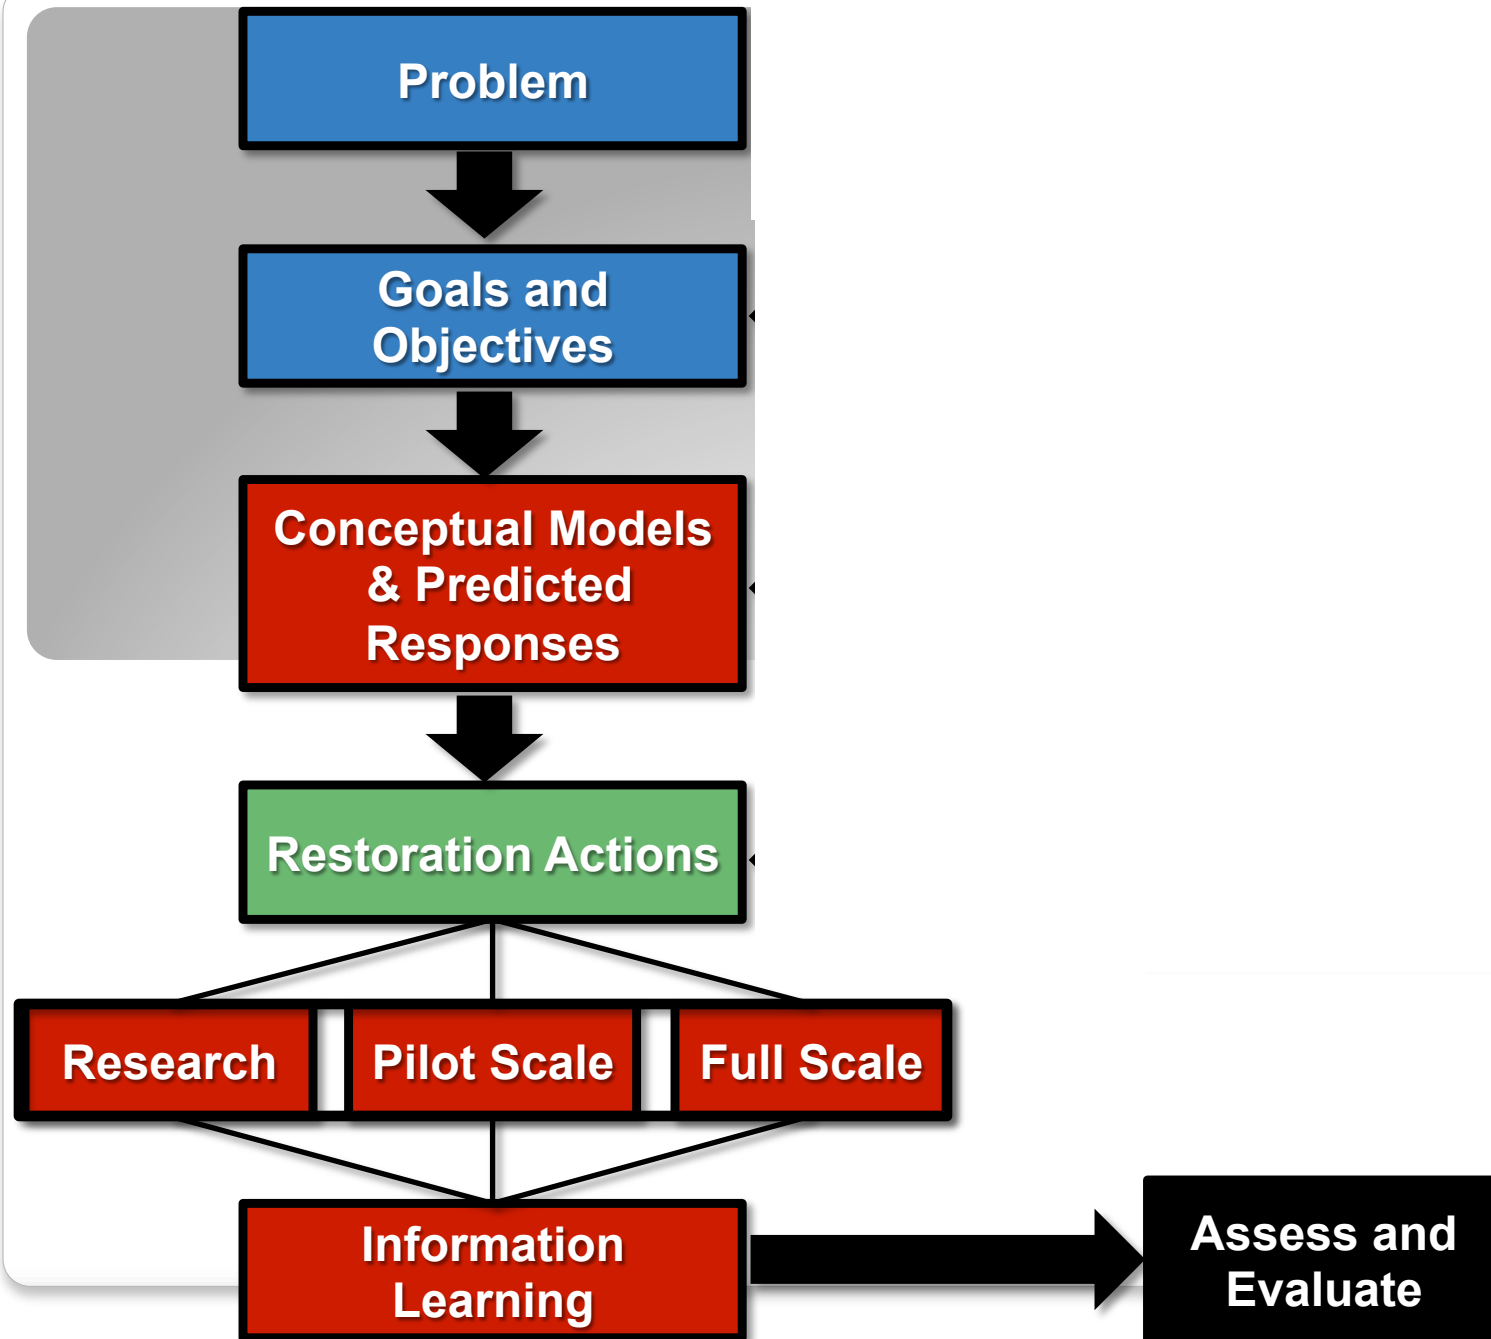 Problem
Goals and
Objectives
Conceptual Models
& Predicted
Responses
Restoration Actions
Research
Pilot Scale
Full Scale
Information
Learning
Assess and
Evaluate